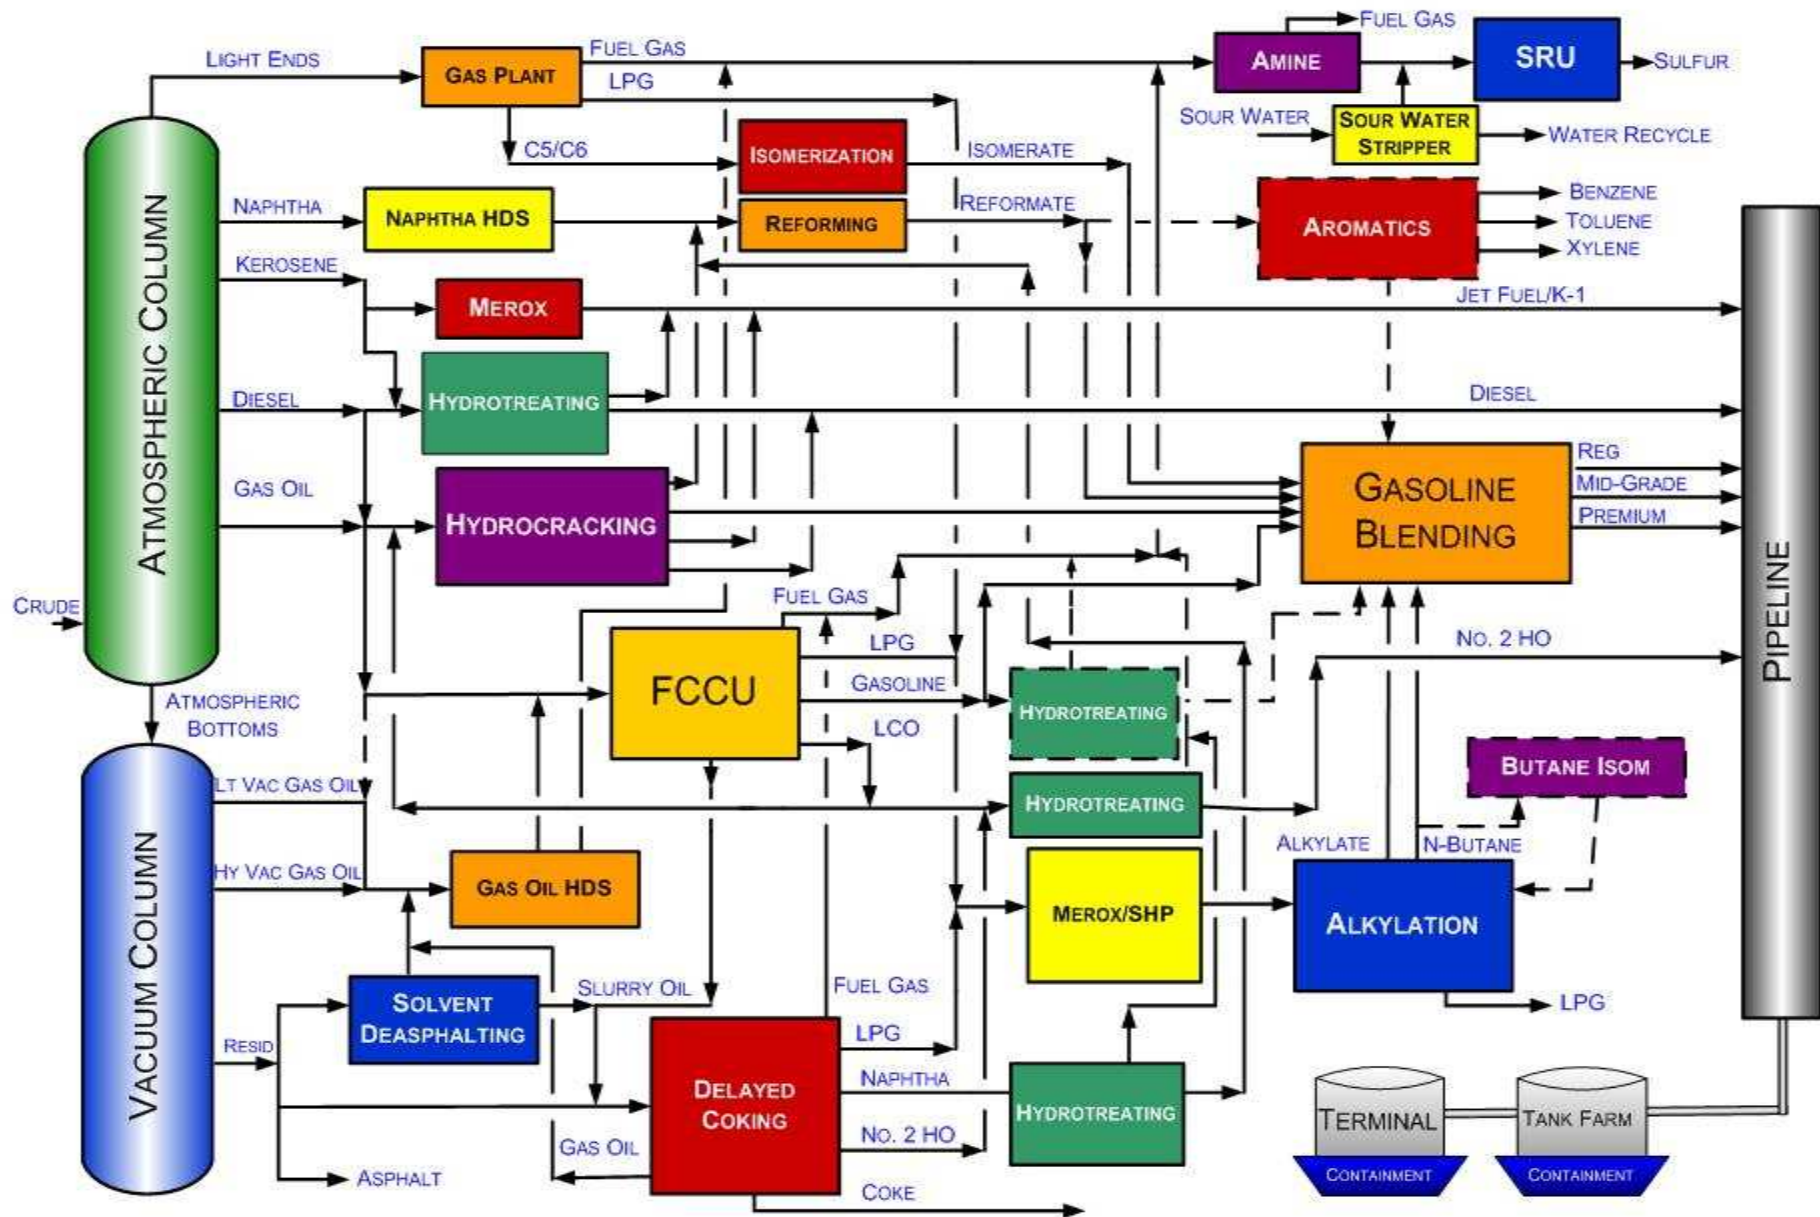 LIGHT ENDS
GAS PLANT
FUEL GAS
LPG
C5/C6
AMINE
FUEL GAS
SRU
SULFUR
SOUR WATER
SOUR WATER
STRIPPER
WATER RECYCLE
ISOMERIZATION
ISOMERATE
NAPHTHA
NAPHTHA HDS
REFORMING
REFORMATE
AROMATICS
BENZENE
TOLUENE
XYLENE
KEROSENE
MEROX
JET FUEL/K-1
ATMOSPHERIC COLUMN
DIESEL
HYDROTREATING
DIESEL
GAS OIL
HYDROCRACKING
GASOLINE
BLENDING
REG
MID-GRADE
PREMIUM
PIPELINE
CRUDE
FUEL GAS
FCCU
LPG
GASOLINE
LCO
HYDROTREATING
NO. 2 HO
ATMOSPHERIC
BOTTOMS
VACUUM COLUMN
LT VAC GAS OIL
HYDROTREATING
BUTANE ISOM
HY VAC GAS OIL
GAS OIL HDS
MEROX/SHP
ALKYLATE
N-BUTANE
ALKYLATION
LPG
SOLVENT
DEASPHALTING
SLURRY OIL
RESID
FUEL GAS
LPG
NAPHTHA
NO. 2 HO
DELAYED
COKING
HYDROTREATING
GAS OIL
ASPHALT
COKE
TERMINAL
TANK FARM
CONTAINMENT
CONTAINMENT